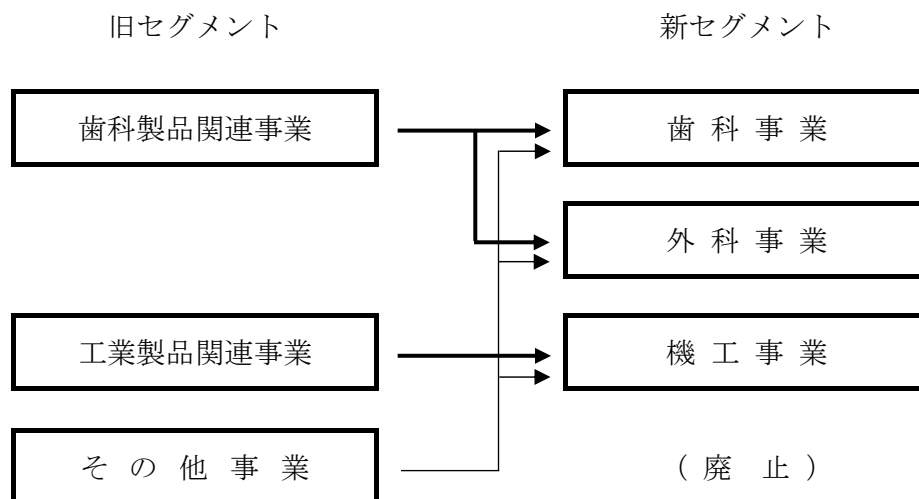 旧セグメント 新セグメント
歯科製品関連事業 歯 科 事 業
外 科 事 業
工業製品関連事業 機 工 事 業
そ の 他 事 業 （ 廃 止 ）